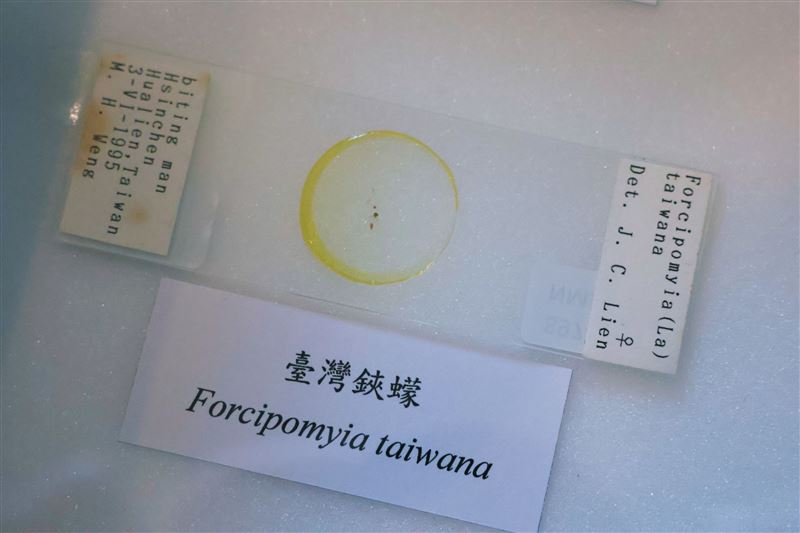 biting man
Hsinchen
Hualien,Taiwan
3-VI-1995
M. H. Weng
Forcipomyia(La)
taiwana
♀
Det. J. C. Lien
臺灣鋏蠓
Forcipomyia taiwana